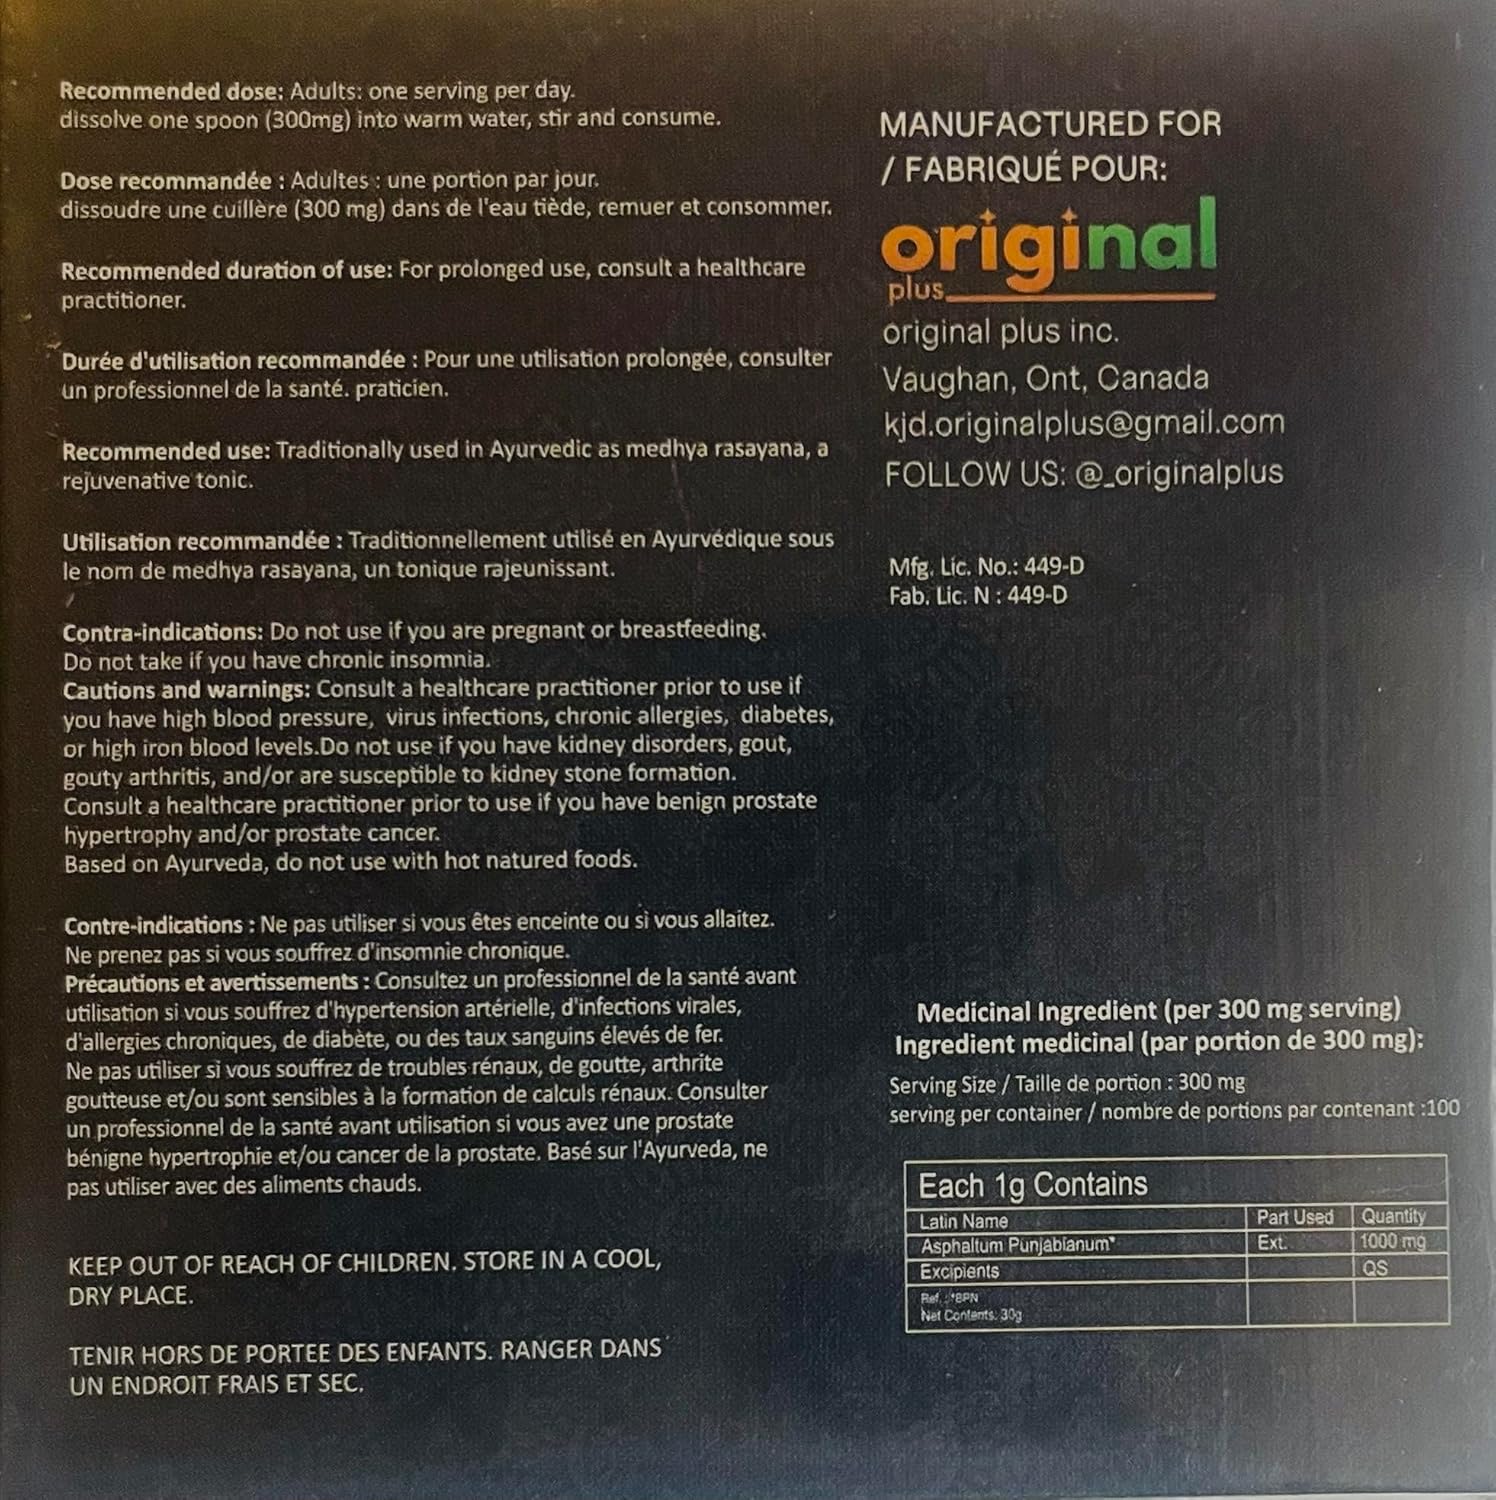 Recommended dose: Adults: one serving per day.
dissolve one spoon (300mg) into warm water, stir and consume.
Dose recommandée : Adultes : une portion par jour.
dissoudre une cuillère (300 mg) dans de l'eau tiède, remuer et consommer.
Recommended duration of use: For prolonged use, consult a healthcare
practitioner.
Durée d'utilisation recommandée : Pour une utilisation prolongée, consulter
un professionnel de la santé. praticien.
Recommended use: Traditionally used in Ayurvedic as medhya rasayana, a
rejuvenative tonic.
Utilisation recommandée : Traditionnellement utilisé en Ayurvédique sous
le nom de medhya rasayana, un tonique rajeunissant.
Contra-indications: Do not use if you are pregnant or breastfeeding.
Do not take if you have chronic insomnia.
Cautions and warnings: Consult a healthcare practitioner prior to use if
you have high blood pressure, virus infections, chronic allergies, diabetes,
or high iron blood levels.Do not use if you have kidney disorders, gout,
gouty arthritis, and/or are susceptible to kidney stone formation.
Consult a healthcare practitioner prior to use if you have benign prostate
hypertrophy and/or prostate cancer.
Based on Ayurveda, do not use with hot natured foods.
Contre-indications : Ne pas utiliser si vous êtes enceinte ou si vous allaitez.
Ne prenez pas si vous souffrez d'insomnie chronique.
Précautions et avertissements : Consultez un professionnel de la santé avant
utilisation si vous souffrez d'hypertension artérielle, d'infections virales,
d'allergies chroniques, de diabète, ou des taux sanguins élevés de fer.
Ne pas utiliser si vous souffrez de troubles rénaux, de goutte, arthrite
goutteuse et/ou sont sensibles à la formation de calculs rénaux. Consulter
un professionnel de la santé avant utilisation si vous avez une prostate
bénigne hypertrophie et/ou cancer de la prostate. Basé sur l'Ayurveda, ne
pas utiliser avec des aliments chauds.
KEEP OUT OF REACH OF CHILDREN. STORE IN A COOL,
DRY PLACE.
TENIR HORS DE PORTEE DES ENFANTS. RANGER DANS
UN ENDROIT FRAIS ET SEC.
MANUFACTURED FOR
/ FABRIQUÉ POUR:
original
plus
original plus inc.
Vaughan, Ont, Canada
kjd.originalplus@gmail.com
FOLLOW US: @_originalplus
Mfg. Lic. No.: 449-D
Fab. Lic. N : 449-D
Medicinal Ingredient (per 300 mg serving)
Ingredient medicinal (par portion de 300 mg):
Serving Size / Taille de portion : 300 mg
serving per container / nombre de portions par contenant :100
Each 1g Contains
Latin Name Part Used Quantity
Asphaltum Punjabianum* Ext. 1000 mg
Excipients QS
Ref. : *BPN
Net Contents. 30g